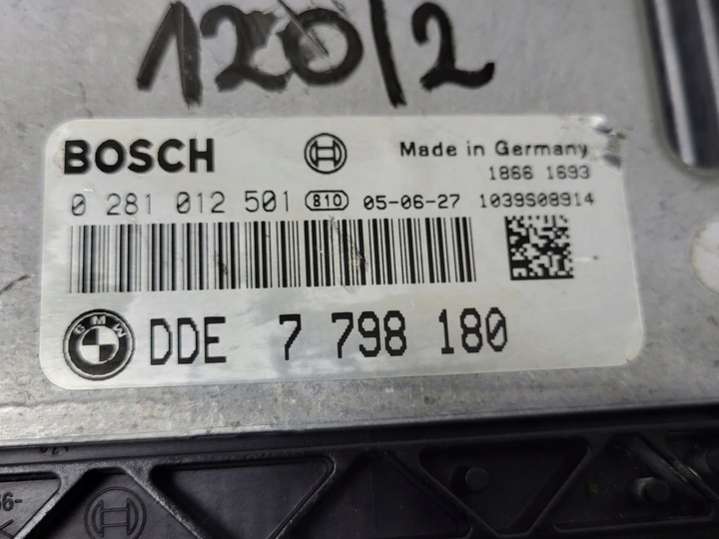 120/2
BOSCH
Made in Germany
1866 1693
0 281 012 501 810 05-06-27 1039S08914
BMW DDE 7 798 180